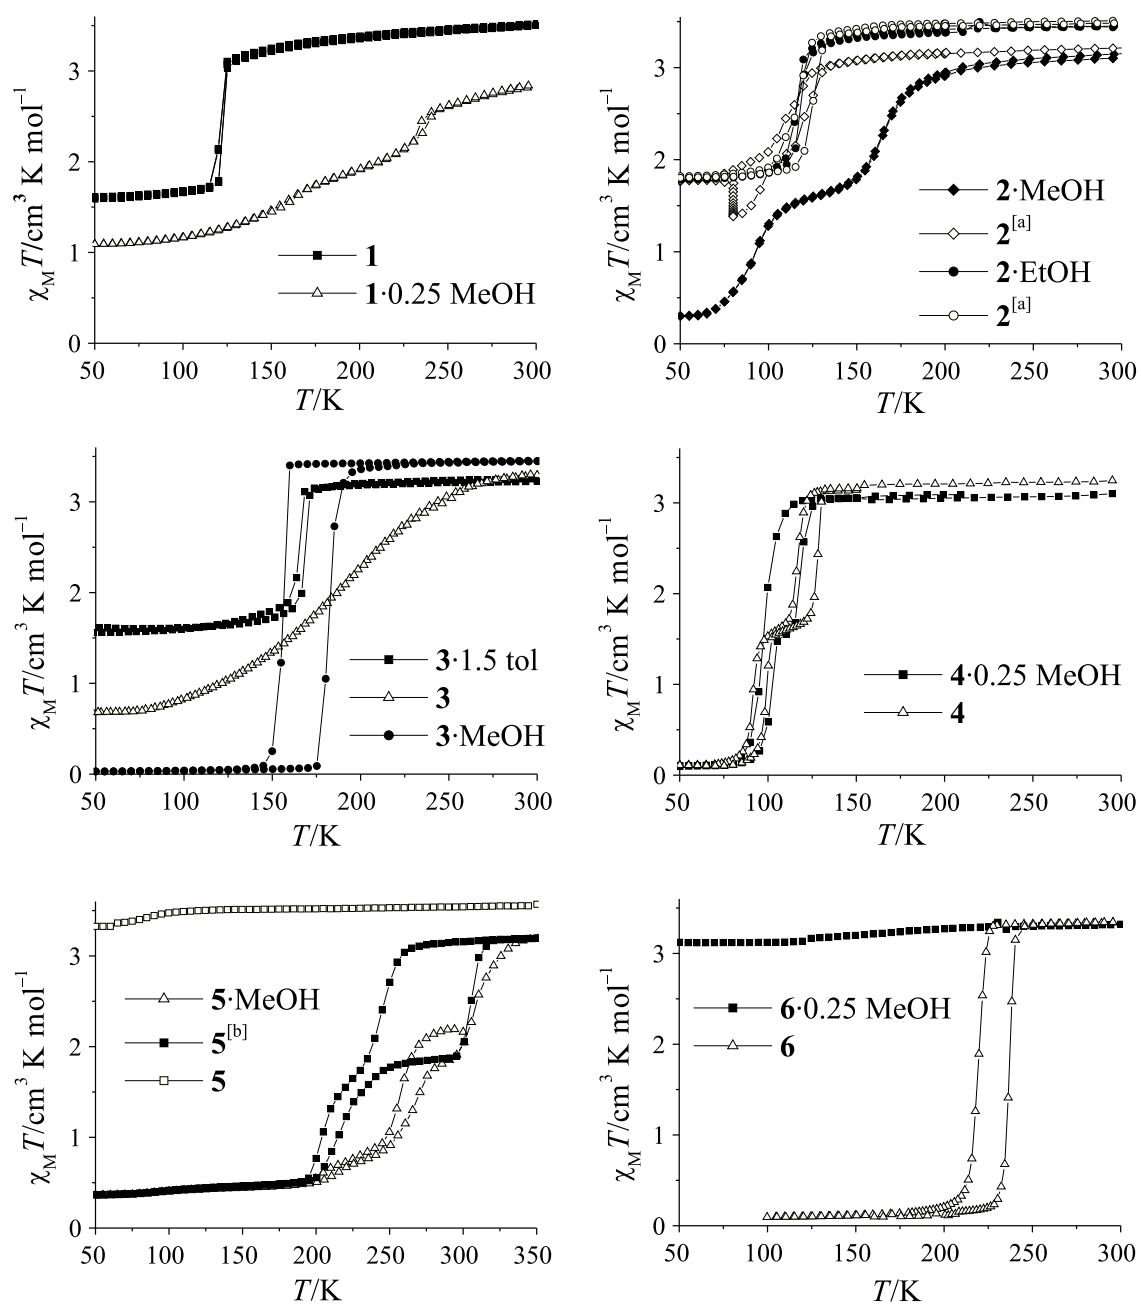 3
2
1
0
χMT/cm³ K mol⁻¹
1
1·0.25 MeOH
50 100 150 200 250 300
T/K
3
2
1
0
χMT/cm³ K mol⁻¹
2·MeOH
2[a]
2·EtOH
2[a]
50 100 150 200 250 300
T/K
3
2
1
0
χMT/cm³ K mol⁻¹
3·1.5 tol
3
3·MeOH
50 100 150 200 250 300
T/K
3
2
1
0
χMT/cm³ K mol⁻¹
4·0.25 MeOH
4
50 100 150 200 250 300
T/K
3
2
1
0
χMT/cm³ K mol⁻¹
5·MeOH
5[b]
5
50 100 150 200 250 300 350
T/K
3
2
1
0
χMT/cm³ K mol⁻¹
6·0.25 MeOH
6
50 100 150 200 250 300
T/K